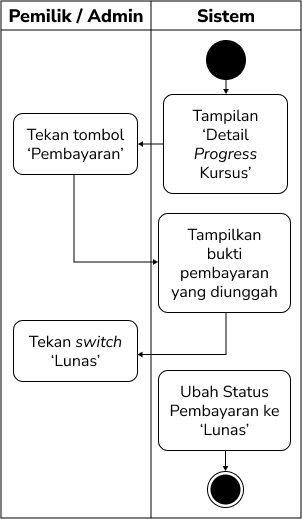 Pemilik / Admin
Sistem
Tampilan
‘Detail
Progress
Kursus’
Tekan tombol
‘Pembayaran’
Tampilkan
bukti
pembayaran
yang diunggah
Tekan switch
‘Lunas’
Ubah Status
Pembayaran ke
‘Lunas’